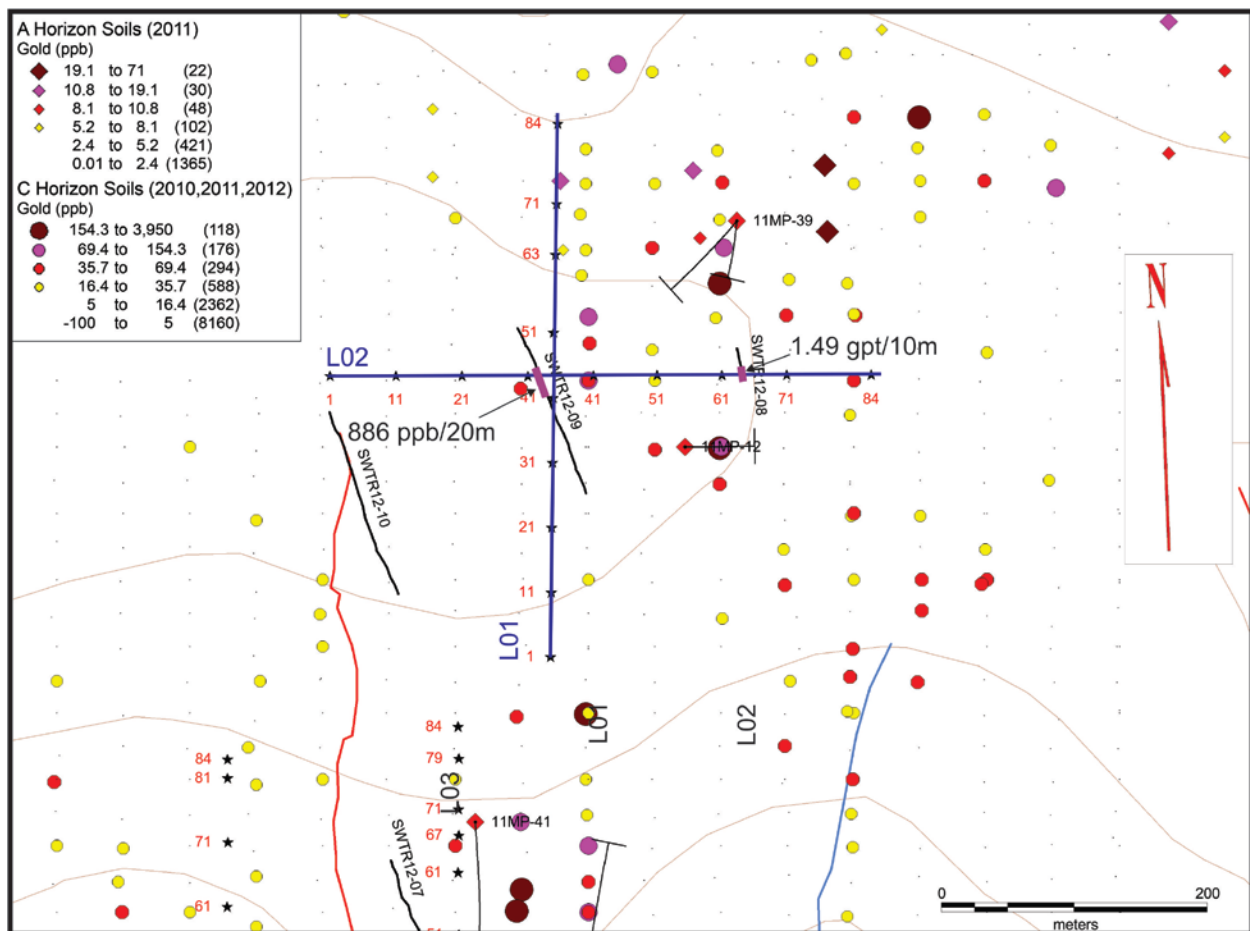 A Horizon Soils (2011)
Gold (ppb)
19.1 to 71 (22)
10.8 to 19.1 (30)
8.1 to 10.8 (48)
5.2 to 8.1 (102)
2.4 to 5.2 (421)
0.01 to 2.4 (1365)
C Horizon Soils (2010,2011,2012)
Gold (ppb)
154.3 to 3,950 (118)
69.4 to 154.3 (176)
35.7 to 69.4 (294)
16.4 to 35.7 (588)
5 to 16.4 (2362)
-100 to 5 (8160)
84
71
63
51
11MP-39
N
L02
SWTR12-09
SWTR12-08
1.49 gpt/10m
1 11 21 41 41 51 61 71 84
41
886 ppb/20m
11MP-12
31
SWTR12-10
21
11
L01
1
L01
L02
84
79
L03
84
81
71
11MP-41
67
71
SWTR12-07
61
61
0 200
meters